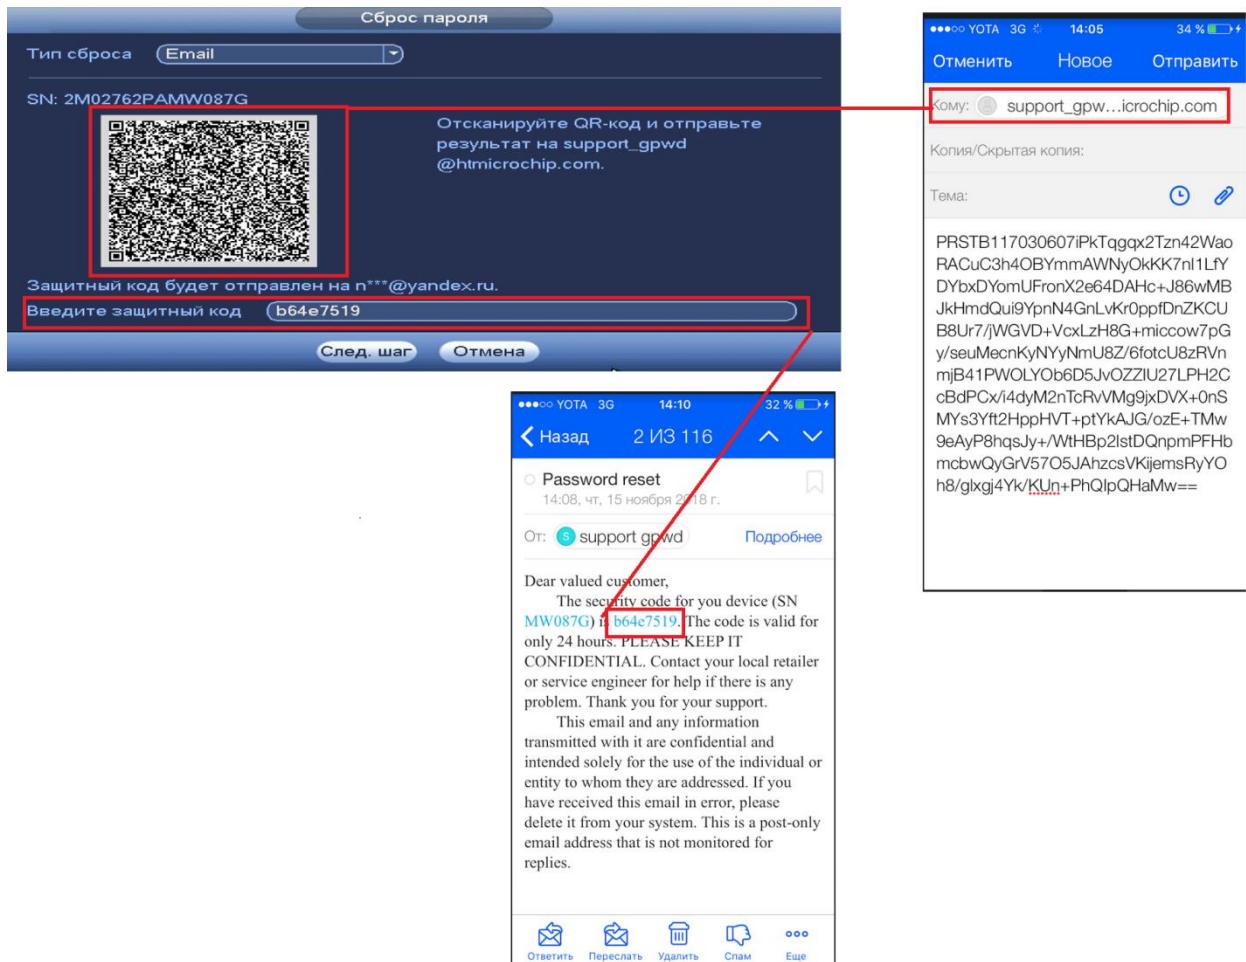 Сброс пароля
Тип сброса Email
SN: 2M02762PAMW087G
Отсканируйте QR-код и отправьте
результат на support_gpwd
@htmicrochip.com.
Защитный код будет отправлен на n***@yandex.ru.
Введите защитный код b64e7519
След. шаг Отмена
YOTA 3G 14:05 34 %
Отменить Новое Отправить
Кому: support_gpw...icrochip.com
Копия/Скрытая копия:
Тема:
PRSTB117030607iPkTqgqx2Tzn42Wao
RACuC3h4OBYmmAWNyOkKK7nI1LfY
DYbxDYomUFronX2e64DAHc+J86wMB
JkHmdQui9YpnN4GnLvKr0ppfDnZKCU
B8Ur7/jWGVD+VcxLzH8G+miccow7pG
y/seuMecnKyNYyNmU8Z/6fotcU8zRVn
mjB41PWOLYOb6D5JvOZZIU27LPH2C
cBdPCx/i4dyM2nTcRvVMg9jxDVX+0nS
MYs3Yft2HppHVT+ptYkAJG/ozE+TMw
9eAyP8hqsJy+/WtHBp2IstDQnpmPFHb
mcbwQyGrV57O5JAhzcsVKijemsRyYO
h8/glxgj4Yk/KUn+PhQIpQHaMw==
YOTA 3G 14:10 32 %
Назад 2 ИЗ 116
Password reset
14:08, чт, 15 ноября 2018 г.
От: S support gpwd Подробнее
Dear valued customer,
The security code for you device (SN
MW087G) is b64e7519. The code is valid for
only 24 hours. PLEASE KEEP IT
CONFIDENTIAL. Contact your local retailer
or service engineer for help if there is any
problem. Thank you for your support.
This email and any information
transmitted with it are confidential and
intended solely for the use of the individual or
entity to whom they are addressed. If you
have received this email in error, please
delete it from your system. This is a post-only
email address that is not monitored for
replies.
Ответить Переслать Удалить Спам Еще